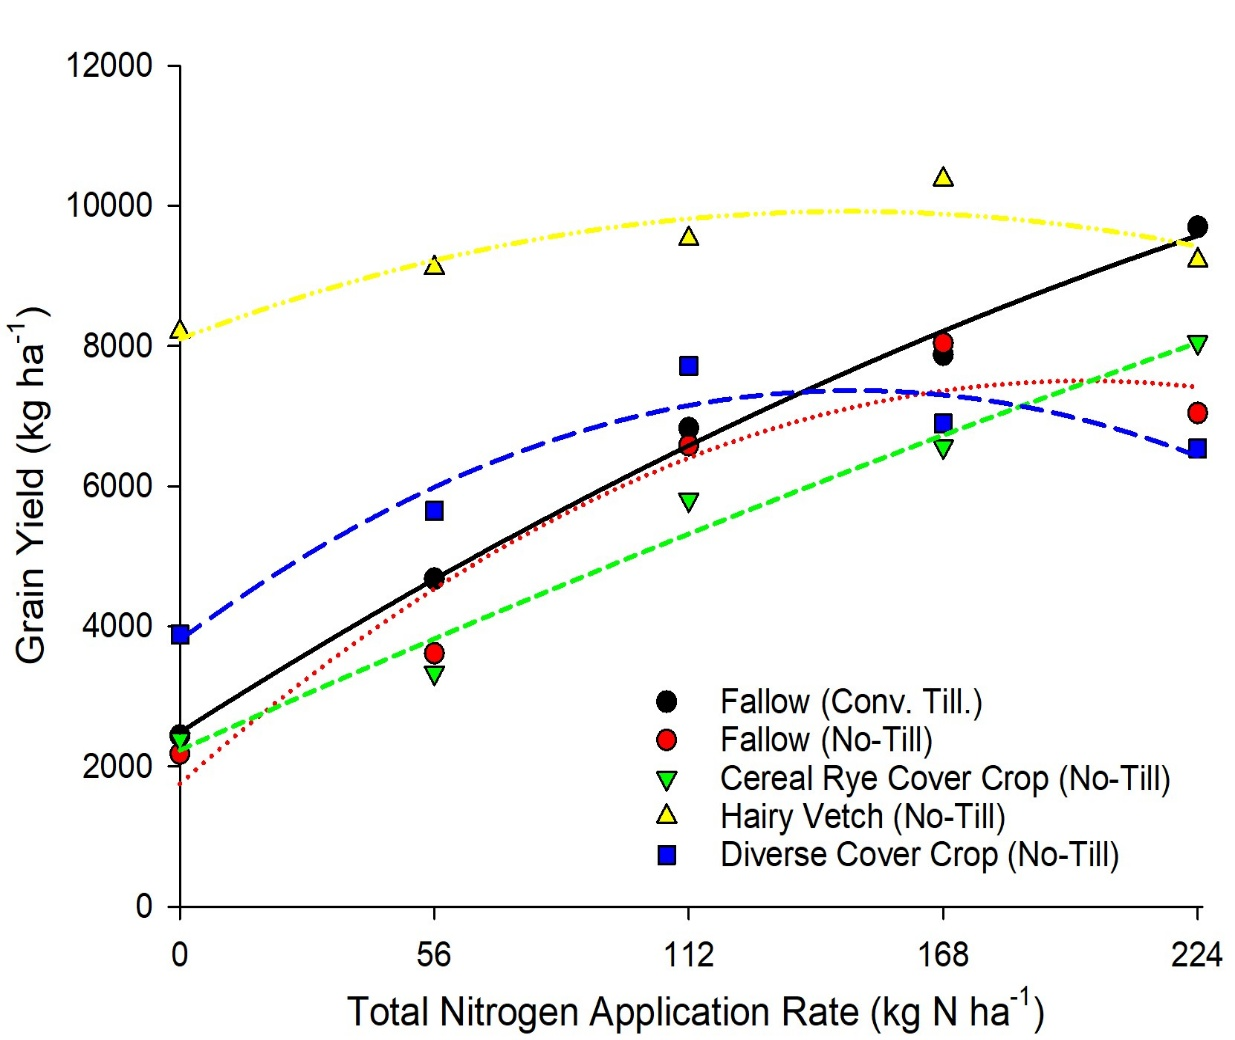 12000
10000
8000
6000
4000
2000
0
Grain Yield (kg ha⁻¹)
0 56 112 168 224
Total Nitrogen Application Rate (kg N ha⁻¹)
Fallow (Conv. Till.)
Fallow (No-Till)
Cereal Rye Cover Crop (No-Till)
Hairy Vetch (No-Till)
Diverse Cover Crop (No-Till)